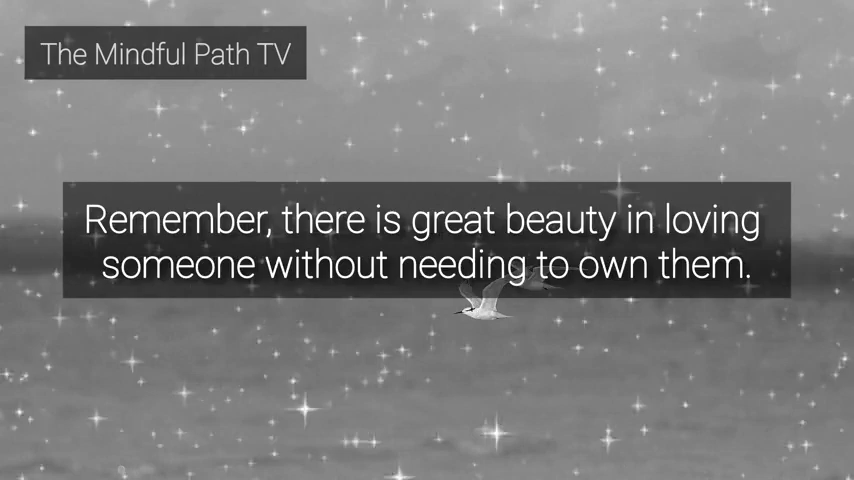 The Mindful Path TV
Remember, there is great beauty in loving
someone without needing to own them.